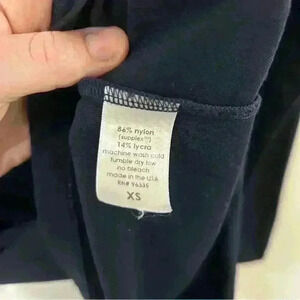 86% nylon
(supplex™)
14% lycra
machine wash cold
tumble dry low
no bleach
made in the USA
RN# 96335
XS